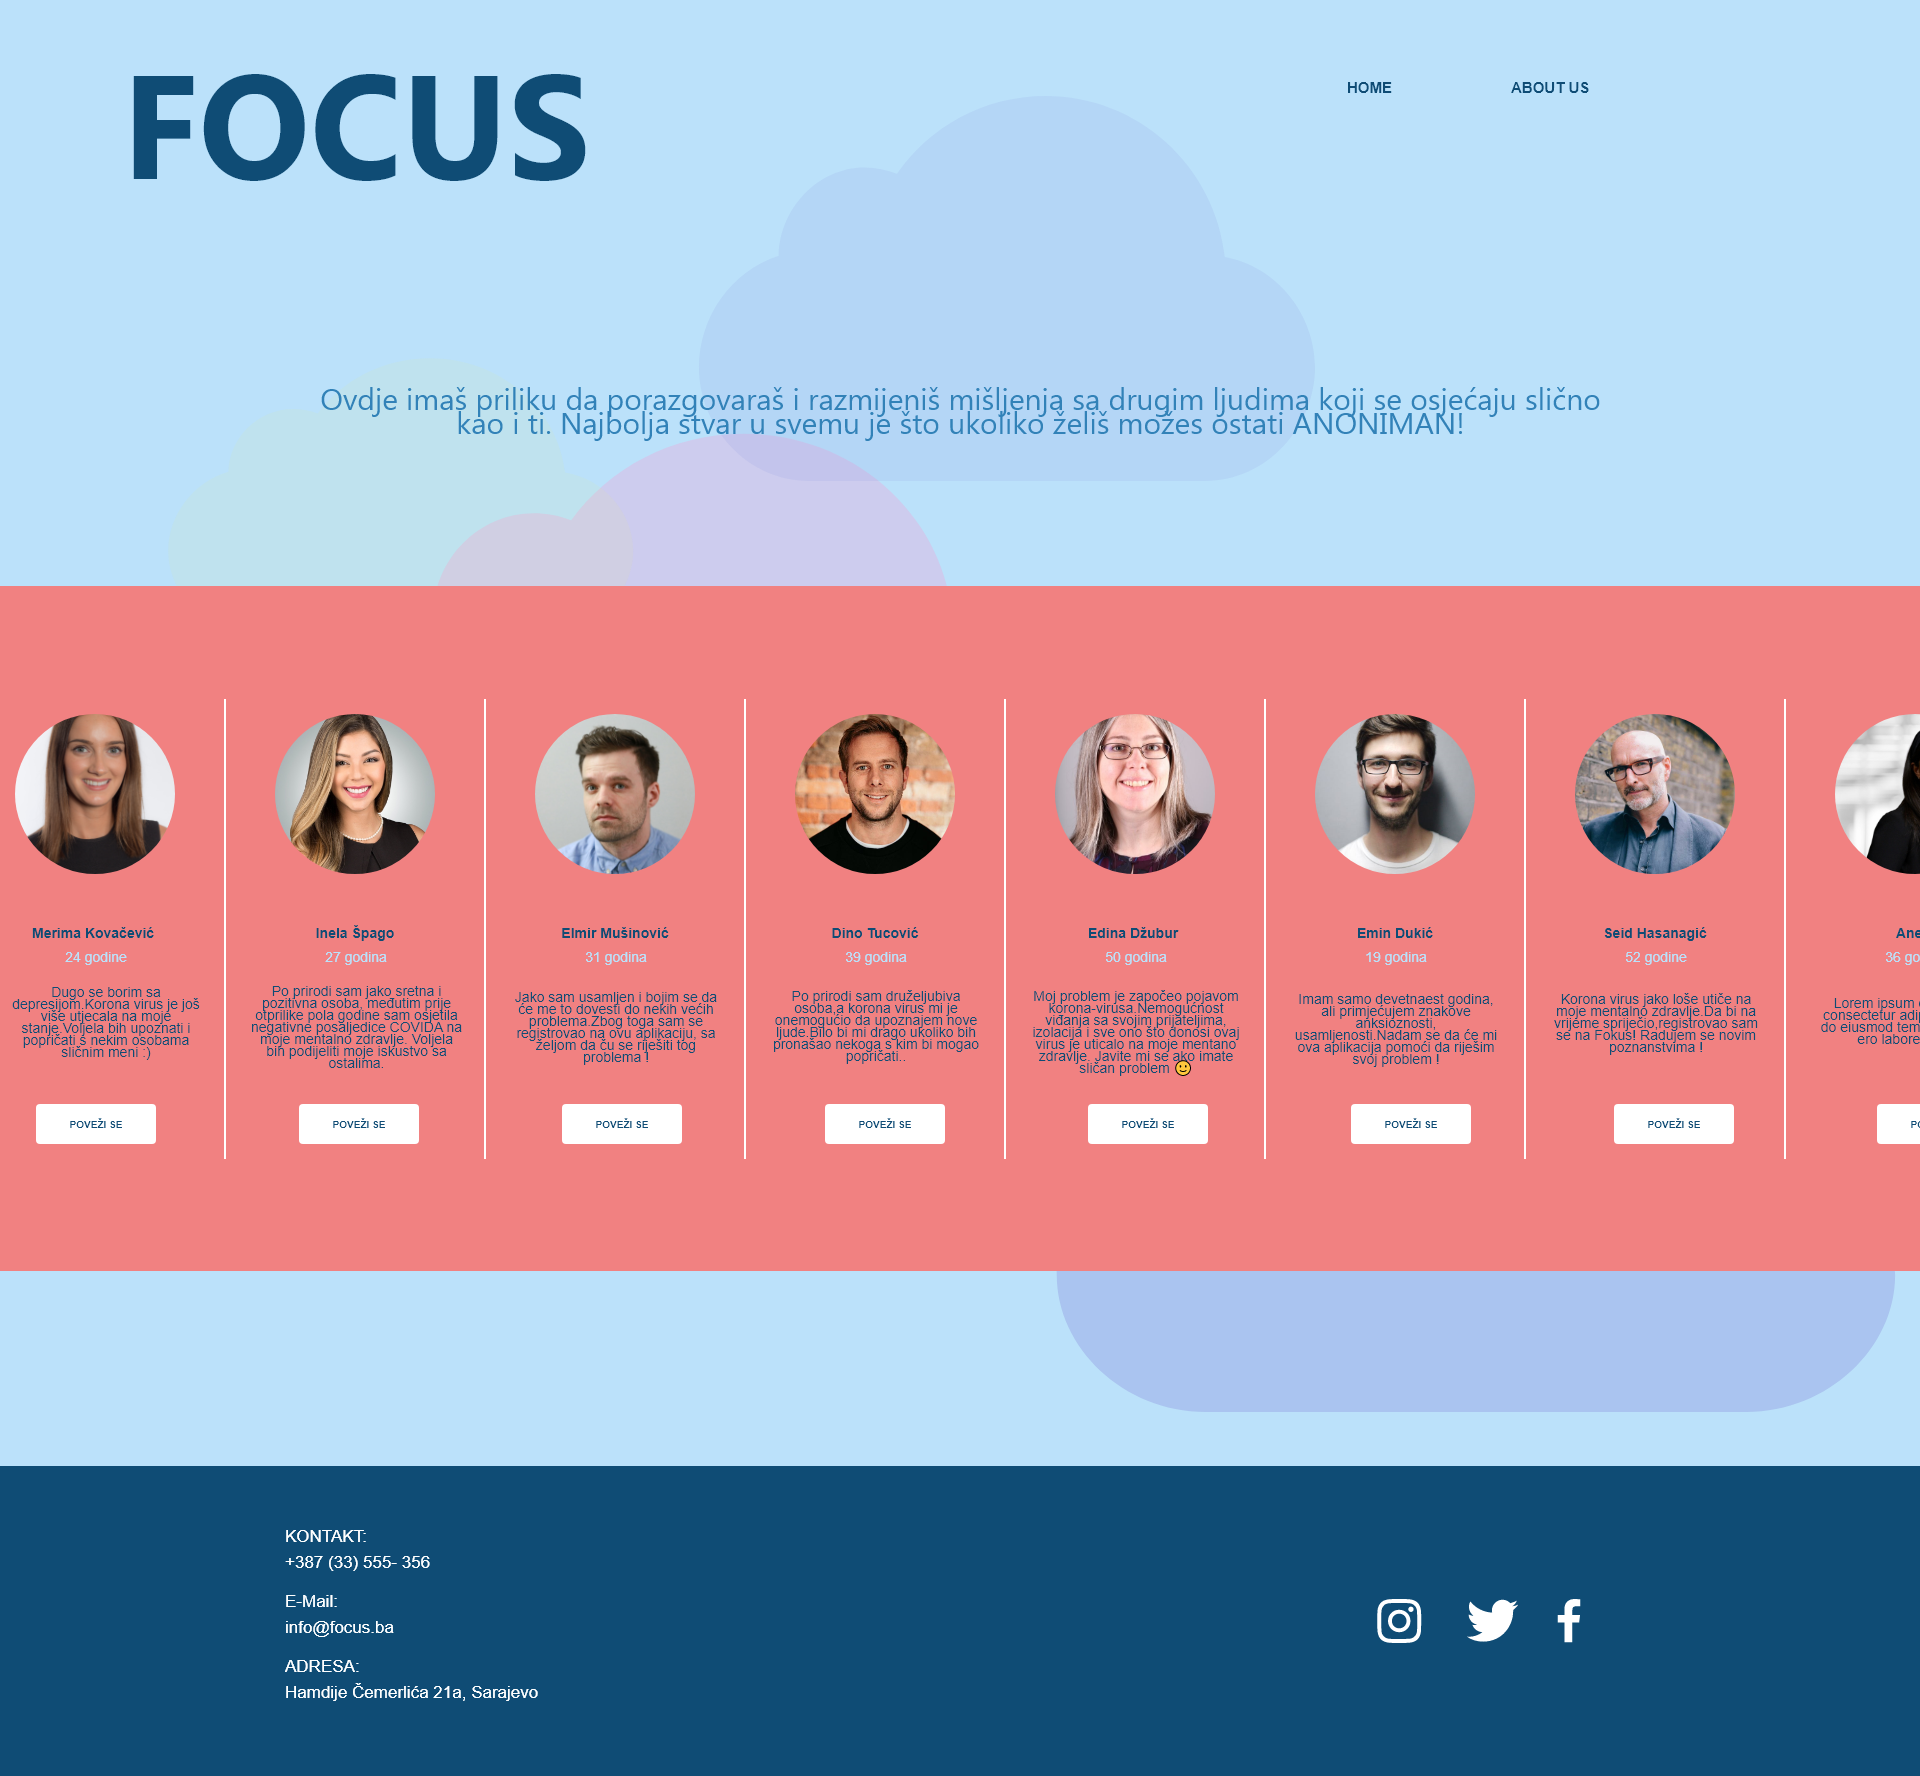 FOCUS
HOME
ABOUT US
Ovdje imaš priliku da porazgovaraš i razmijeniš mišljenja sa drugim ljudima koji se osjećaju slično
kao i ti. Najbolja stvar u svemu je što ukoliko želiš možes ostati ANONIMAN!
Merima Kovačević
24 godine
Dugo se borim sa
depresijom.Korona virus je još
više utjecala na moje
stanje.Voljela bih upoznati i
popričati s nekim osobama
sličnim meni :)
POVEŽI SE
Inela Špago
27 godina
Po prirodi sam jako sretna i
pozitivna osoba, međutim prije
otprilike pola godine sam osjetila
negativne posaljedice COVIDA na
moje mentalno zdravlje. Voljela
bih podijeliti moje iskustvo sa
ostalima.
POVEŽI SE
Elmir Mušinović
31 godina
Jako sam usamljen i bojim se da
će me to dovesti do nekih većih
problema.Zbog toga sam se
registrovao na ovu aplikaciju, sa
željom da ću se riješiti tog
problema !
POVEŽI SE
Dino Tucović
39 godina
Po prirodi sam druželjubiva
osoba,a korona virus mi je
onemogućio da upoznajem nove
ljude.Bilo bi mi drago ukoliko bih
pronašao nekoga s kim bi mogao
popričati..
POVEŽI SE
Edina Džubur
50 godina
Moj problem je započeo pojavom
korona-virusa.Nemogućnost
viđanja sa svojim prijateljima,
izolacija i sve ono što donosi ovaj
virus je uticalo na moje mentano
zdravlje. Javite mi se ako imate
sličan problem 🙂
POVEŽI SE
Emin Dukić
19 godina
Imam samo devetnaest godina,
ali primjećujem znakove
anksioznosti,
usamljenosti.Nadam se da će mi
ova aplikacija pomoći da riješim
svoj problem !
POVEŽI SE
Seid Hasanagić
52 godine
Korona virus jako loše utiče na
moje mentalno zdravlje.Da bi na
vrijeme spriječio,registrovao sam
se na Fokus! Radujem se novim
poznanstvima !
POVEŽI SE
Ane
36 go
Lorem ipsum
consectetur adip
do eiusmod tem
ero labore
KONTAKT:
+387 (33) 555- 356
E-Mail:
info@focus.ba
ADRESA:
Hamdije Čemerlića 21a, Sarajevo